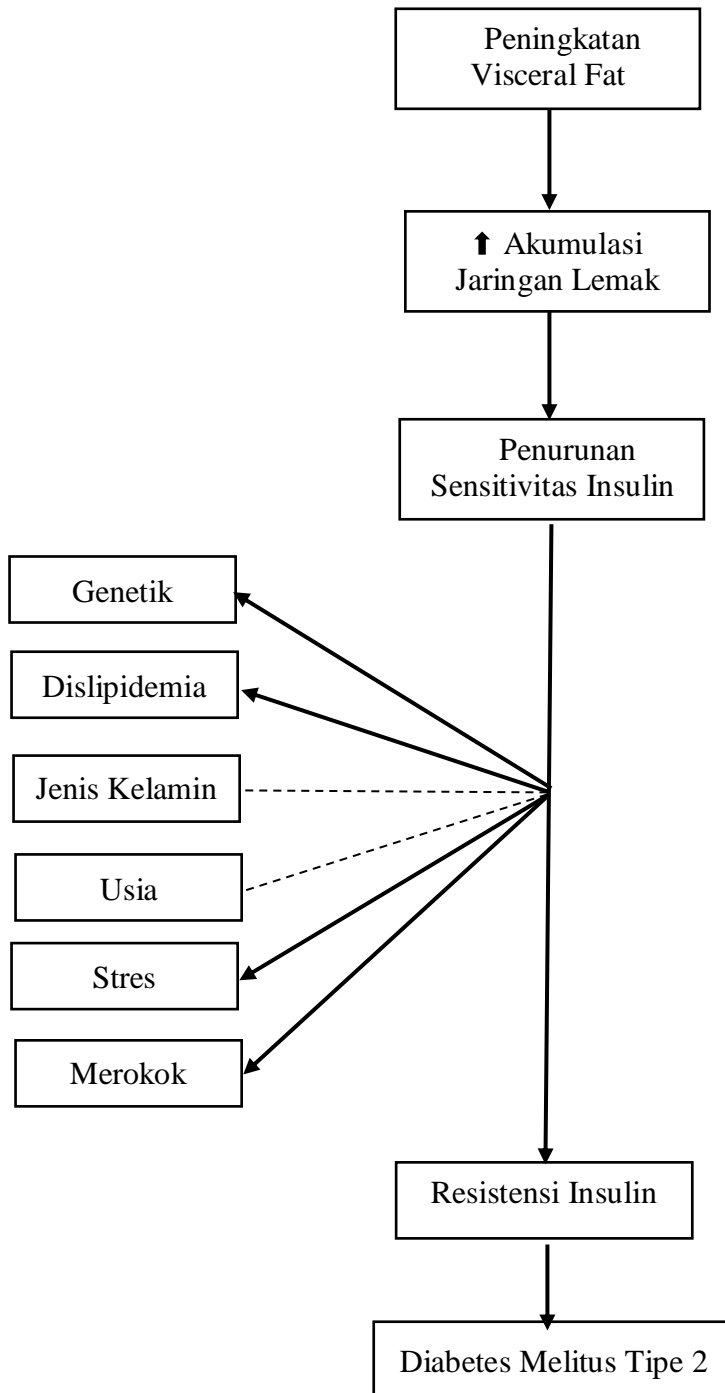 Peningkatan
Visceral Fat
⬆ Akumulasi
Jaringan Lemak
Penurunan
Sensitivitas Insulin
Genetik
Dislipidemia
Jenis Kelamin
Usia
Stres
Merokok
Resistensi Insulin
Diabetes Melitus Tipe 2